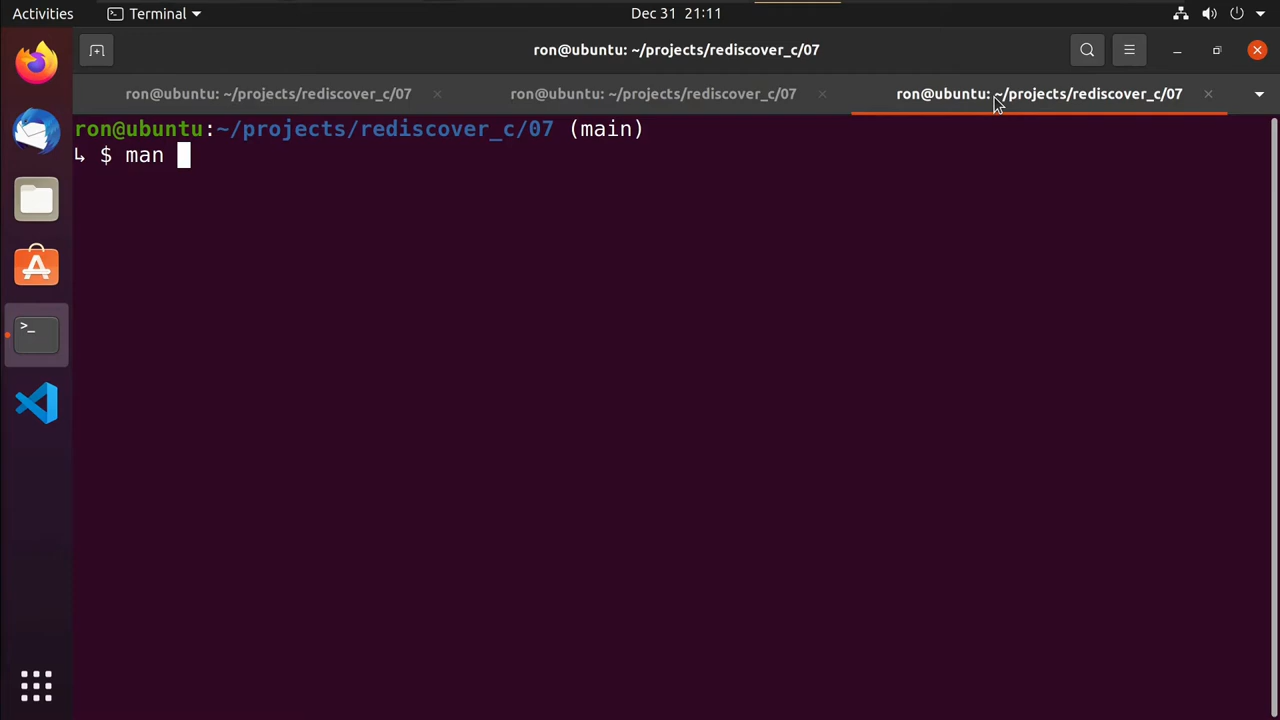 Activities
Terminal
Dec 31 21:11
ron@ubuntu: ~/projects/rediscover_c/07
ron@ubuntu: ~/projects/rediscover_c/07
ron@ubuntu: ~/projects/rediscover_c/07
ron@ubuntu: ~/projects/rediscover_c/07
ron@ubuntu:~/projects/rediscover_c/07 (main)
↳ $ man
>_